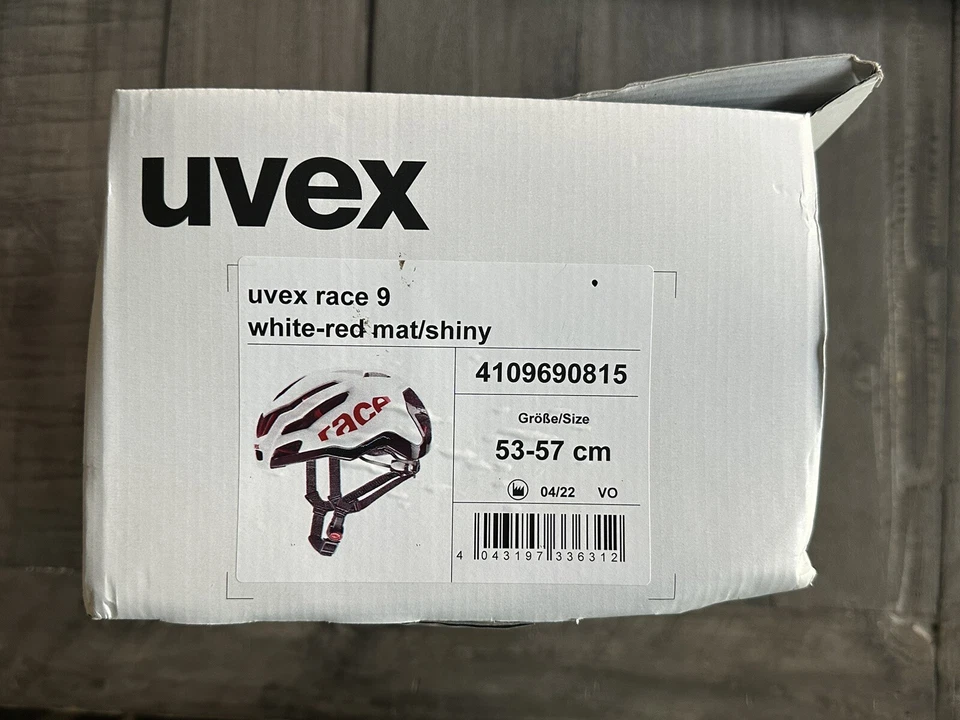 uvex
uvex race 9
white-red mat/shiny
race
4109690815
Größe/Size
53-57 cm
04/22 VO
4 043197 336312